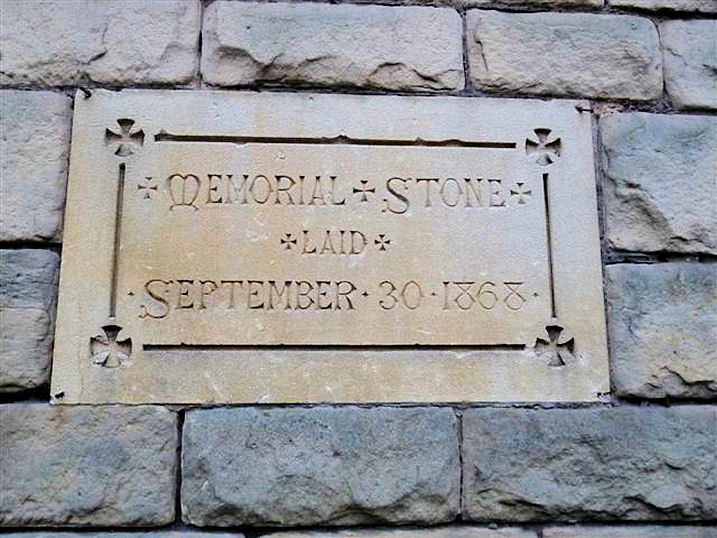 ✠ MEMORIAL ✠ STONE ✠
✠ LAID ✠
· SEPTEMBER · 30 · 1868 ·